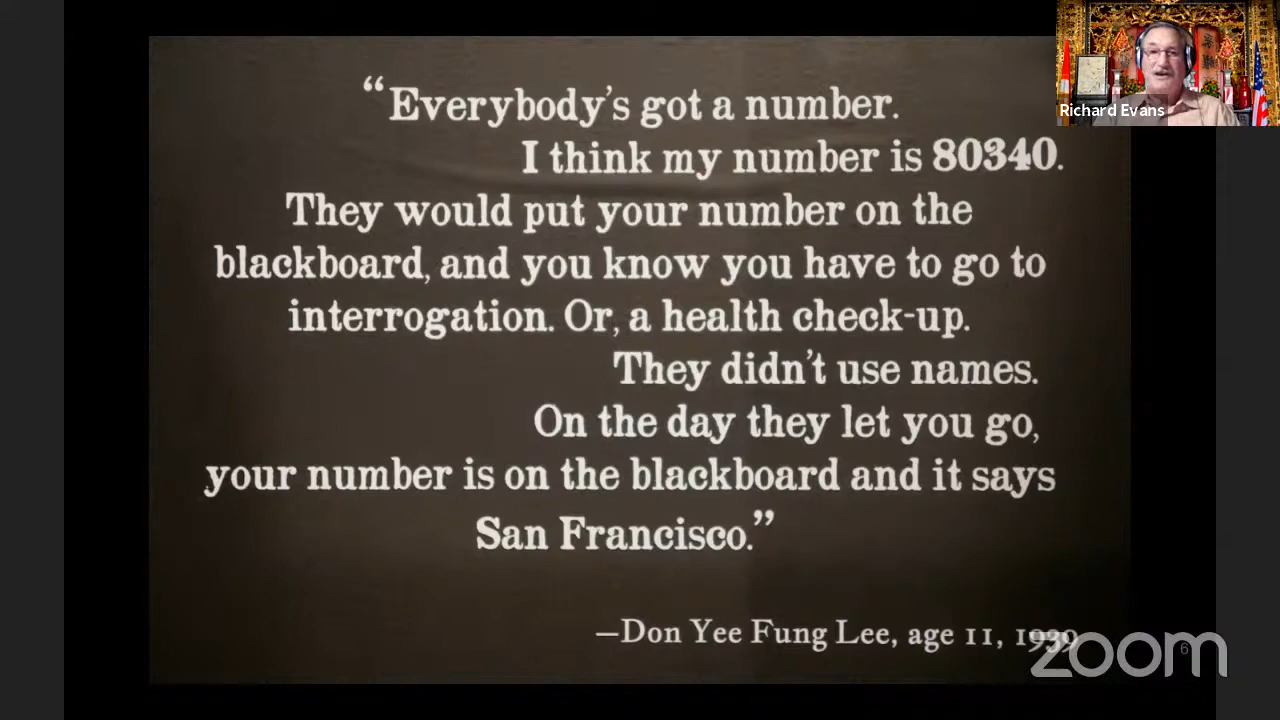 Richard Evans
“Everybody’s got a number.
I think my number is 80340.
They would put your number on the
blackboard, and you know you have to go to
interrogation. Or, a health check-up.
They didn’t use names.
On the day they let you go,
your number is on the blackboard and it says
San Francisco.”
—Don Yee Fung Lee, age 11, 1939
zoom
6